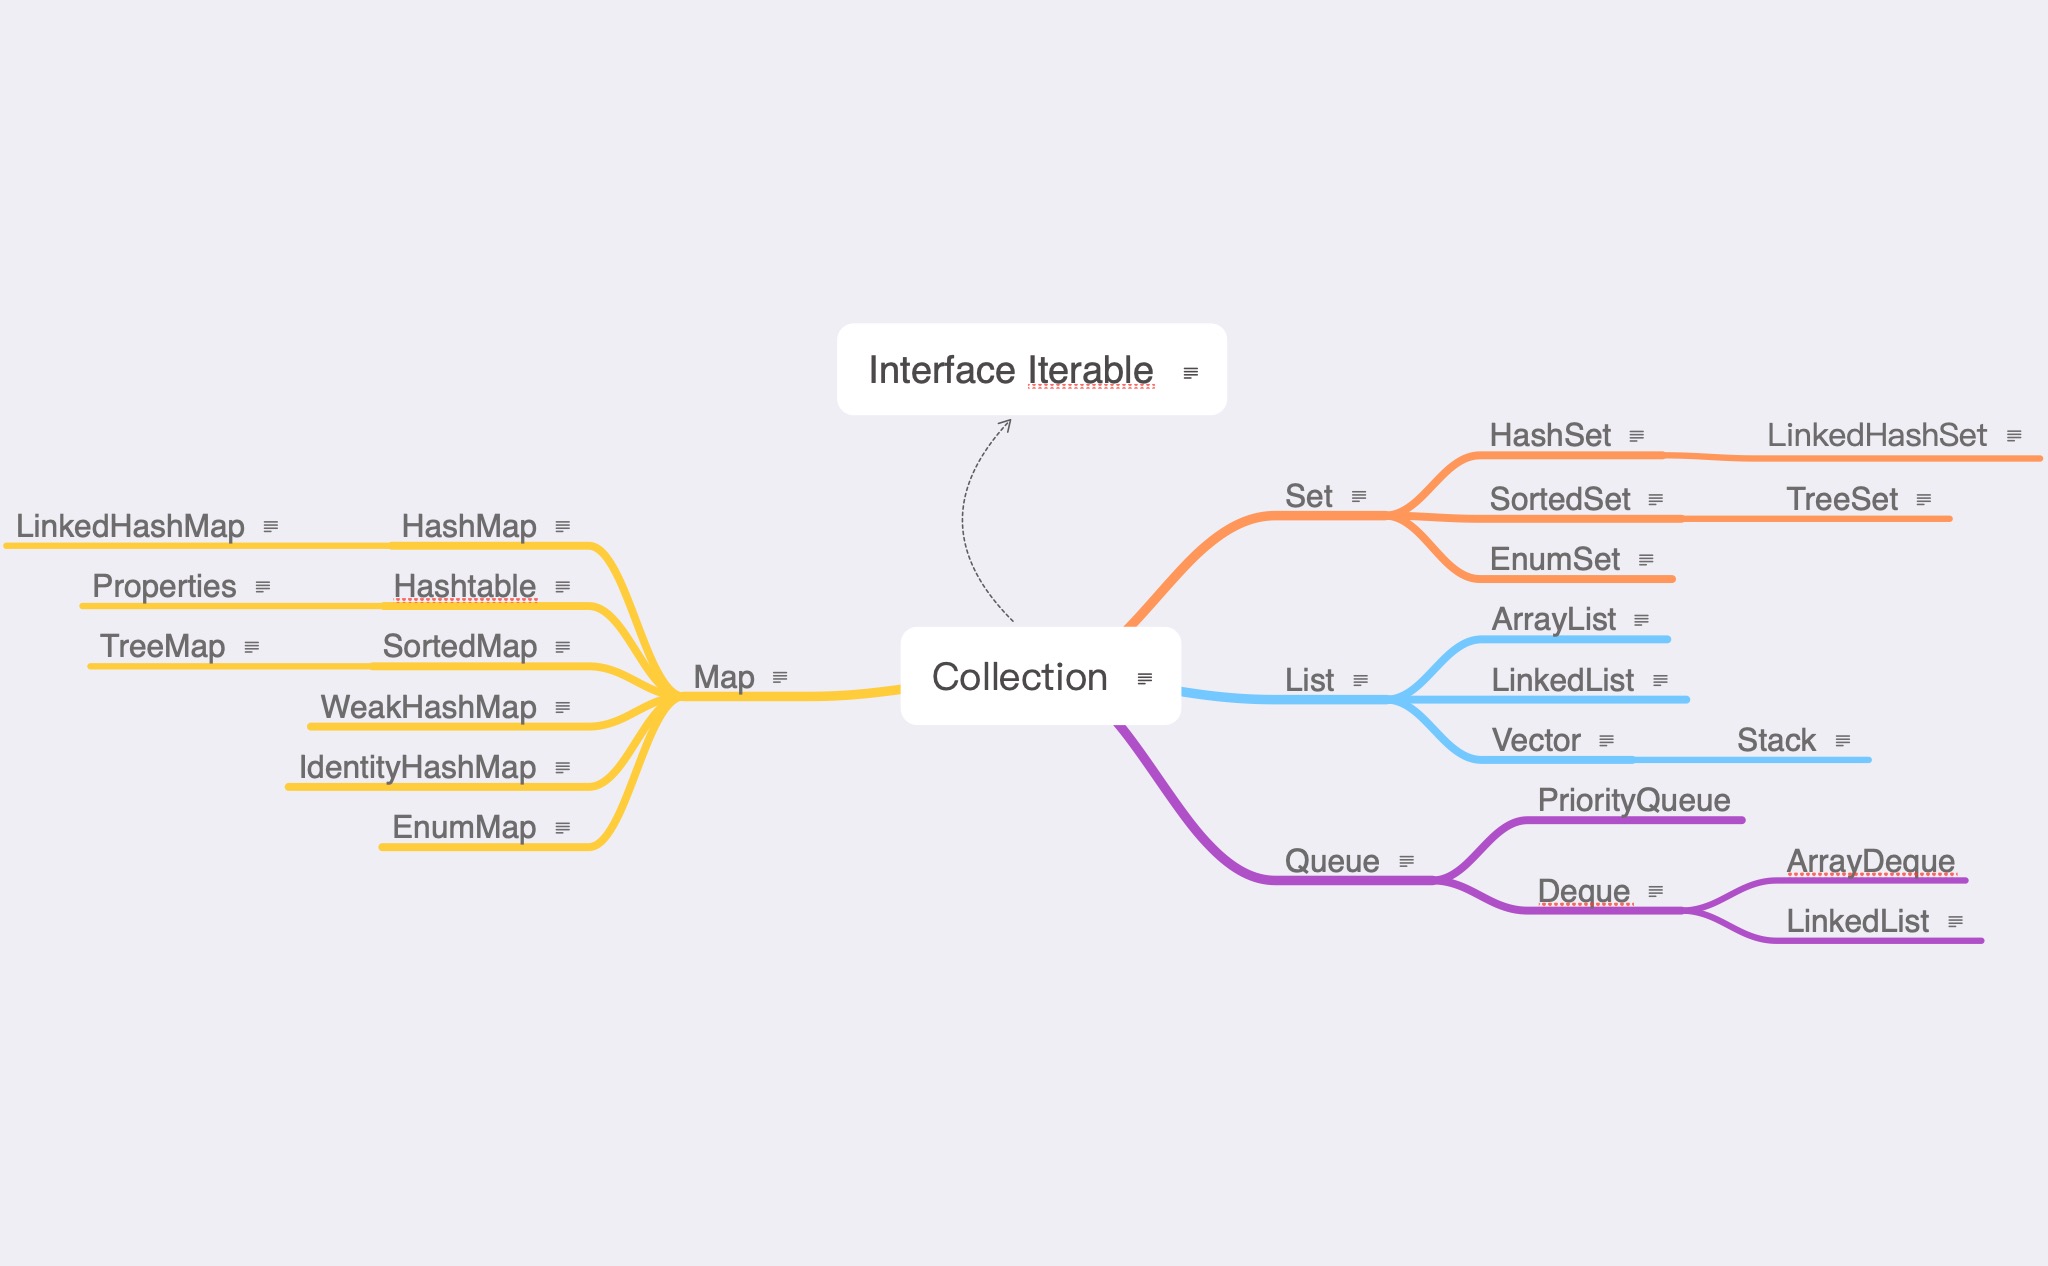 Interface Iterable
Collection
Set
HashSet
LinkedHashSet
SortedSet
TreeSet
EnumSet
List
ArrayList
LinkedList
Vector
Stack
Queue
PriorityQueue
Deque
ArrayDeque
LinkedList
Map
HashMap
LinkedHashMap
Hashtable
Properties
SortedMap
TreeMap
WeakHashMap
IdentityHashMap
EnumMap